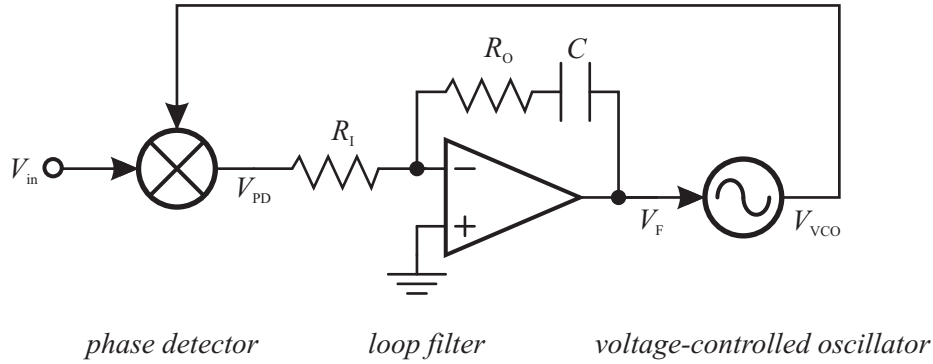 R_O C
R_I
V_in
V_PD
−
+
V_F
V_VCO
phase detector loop filter voltage-controlled oscillator